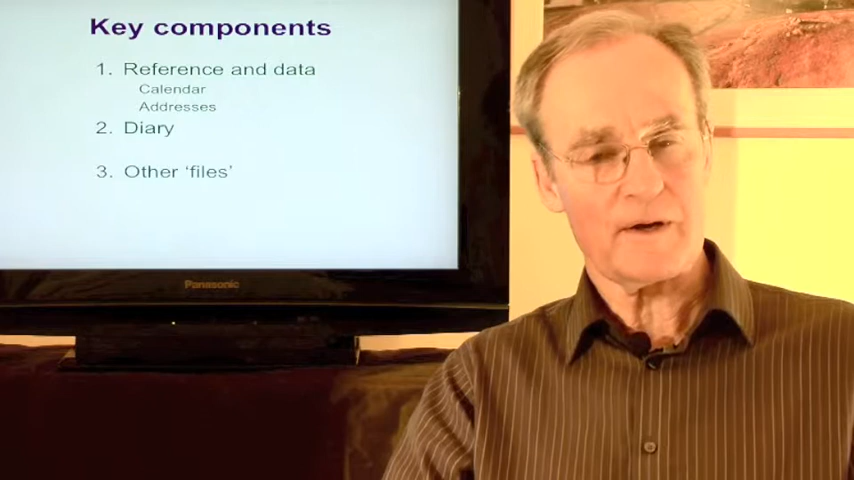 Key components
1. Reference and data
Calendar
Addresses
2. Diary
3. Other ‘files’
Panasonic